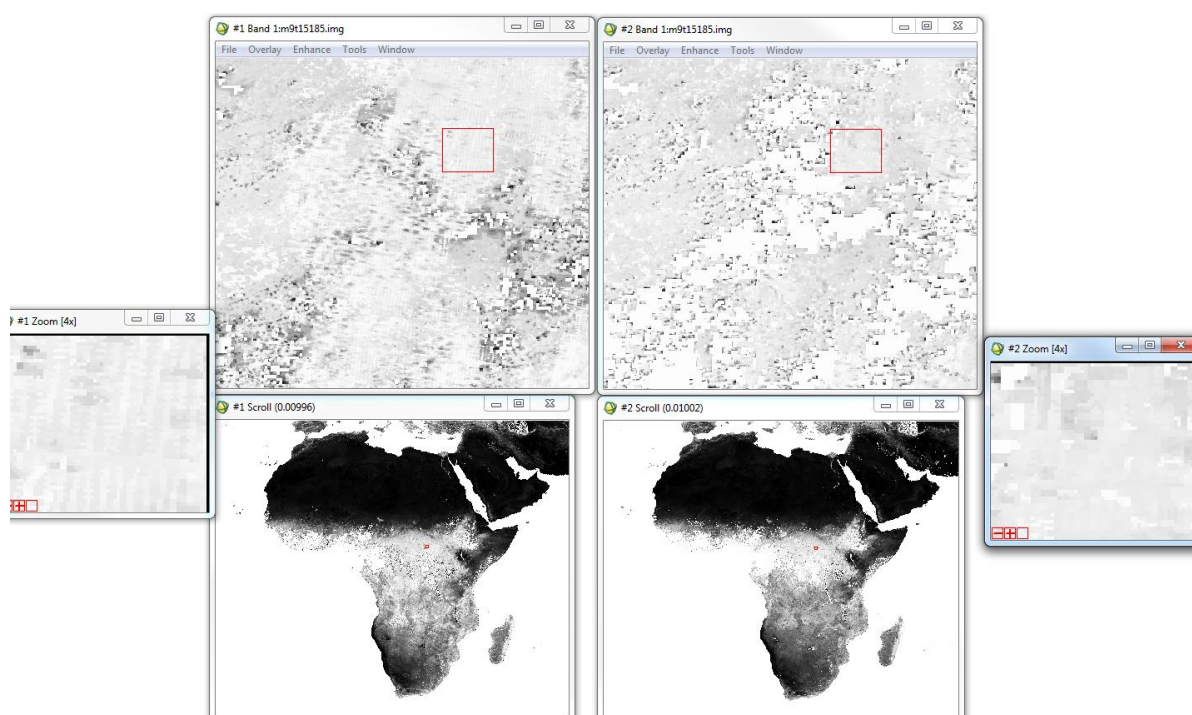 #1 Band 1:m9t15185.img
File Overlay Enhance Tools Window
#2 Band 1:m9t15185.img
File Overlay Enhance Tools Window
#1 Zoom [4x]
#2 Zoom [4x]
#1 Scroll (0.00996)
#2 Scroll (0.01002)